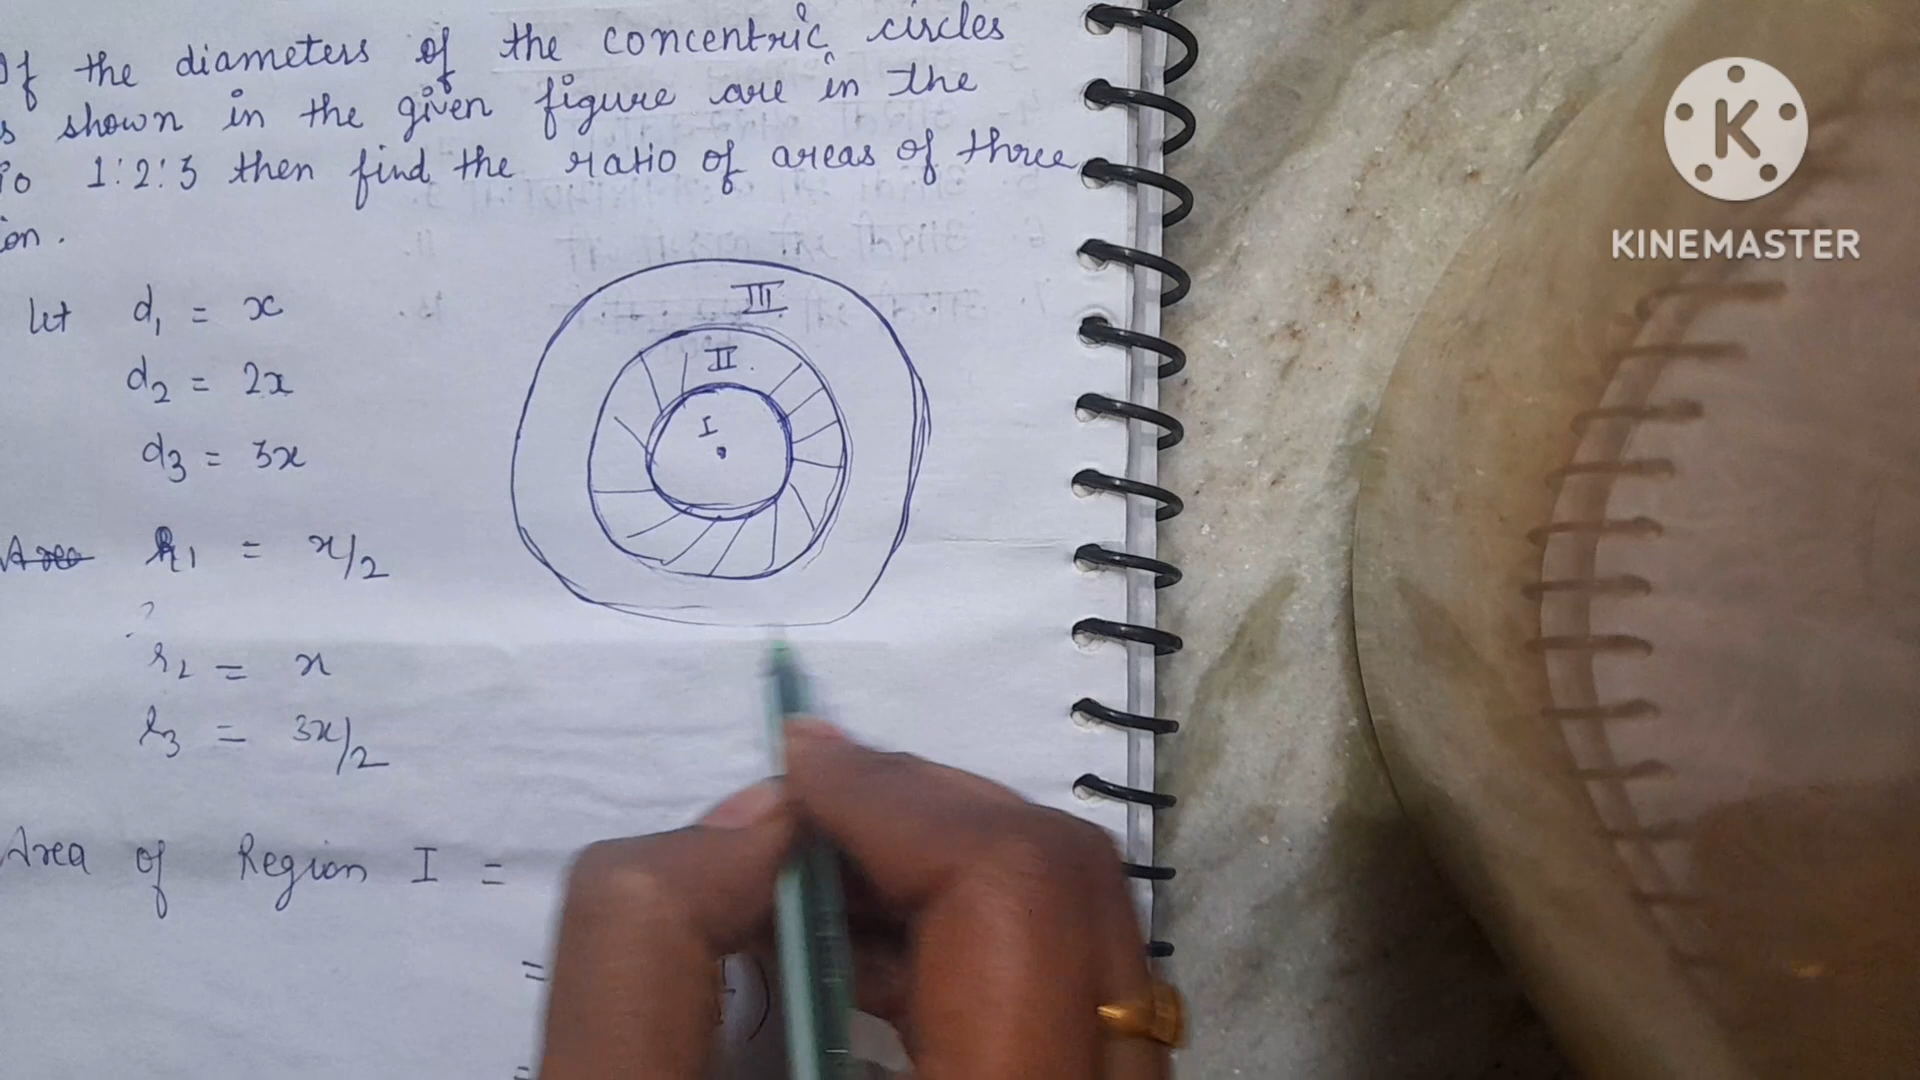 If the diameters of the concentric circles
s shown in the given figure are in the
io 1:2:3 then find the ratio of areas of three
ion.
let d₁ = x
d₂ = 2x
d₃ = 3x
Area r₁ = x/2
r₂ = x
r₃ = 3x/2
Area of Region I =
=
=
III
II
I
K
KINEMASTER